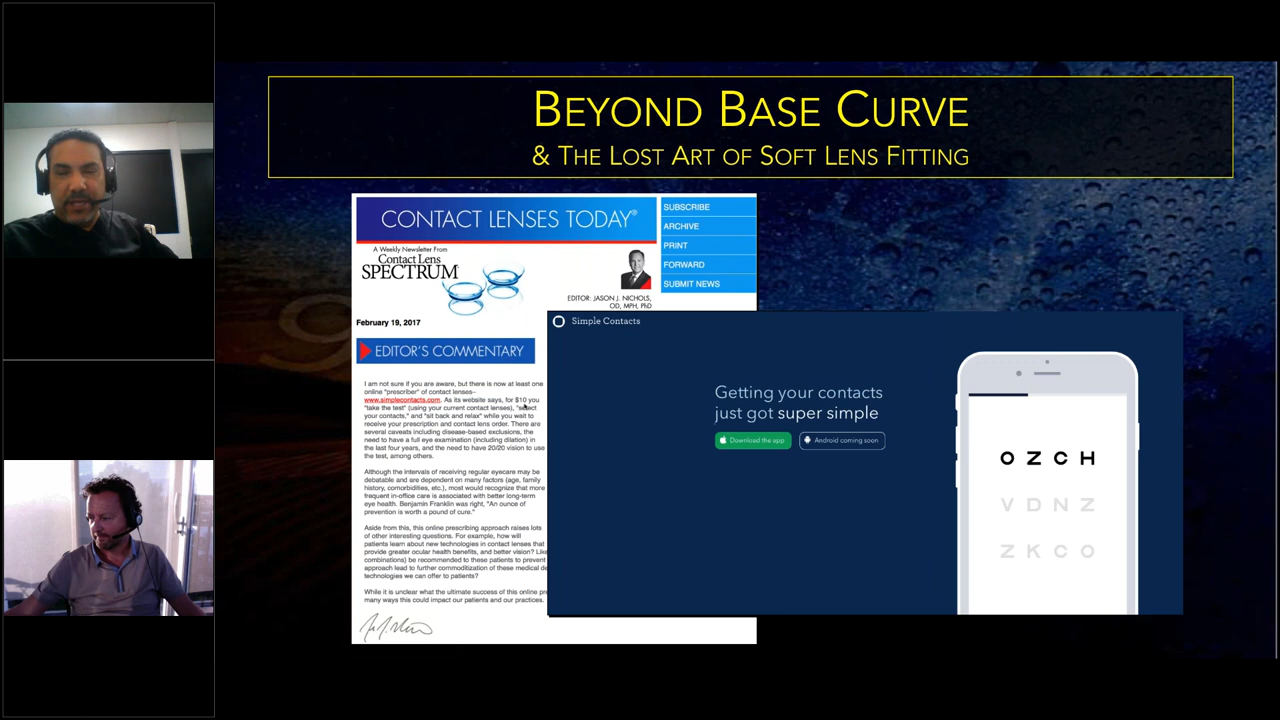 BEYOND BASE CURVE
& THE LOST ART OF SOFT LENS FITTING
CONTACT LENSES TODAY®
SUBSCRIBE
ARCHIVE
PRINT
FORWARD
SUBMIT NEWS
A Weekly Newsletter From
Contact Lens
SPECTRUM
EDITOR: JASON J. NICHOLS,
OD, MPH, PhD
February 19, 2017
EDITOR'S COMMENTARY
I am not sure if you are aware, but there is now at least one
online "prescriber" of contact lenses–
www.simplecontacts.com. As its website says, for $10 you
"take the test" (using your current contact lenses), "select
your contacts," and "sit back and relax" while you wait to
receive your prescription and contact lens order. There are
several caveats including disease-based exclusions, the
need to have a full eye examination (including dilation) in
the last four years, and the need to have 20/20 vision to use
the test, among others.
Although the intervals of receiving regular eyecare may be
debatable and are dependent on many factors (age, family
history, comorbidities, etc.), most would recognize that more
frequent in-office care is associated with better long-term
eye health. Benjamin Franklin was right, "An ounce of
prevention is worth a pound of cure."
Aside from this, this online prescribing approach raises lots
of other interesting questions. For example, how will
patients learn about new technologies in contact lenses that
provide greater ocular health benefits, and better vision? Like
combinations) be recommended to these patients to prevent
approach lead to further commoditization of these medical de
technologies we can offer to patients?
While it is unclear what the ultimate success of this online pre
many ways this could impact our patients and our practices.
Simple Contacts
Getting your contacts
just got super simple
Download the app
Android coming soon
O Z C H
V D N Z
Z K C O